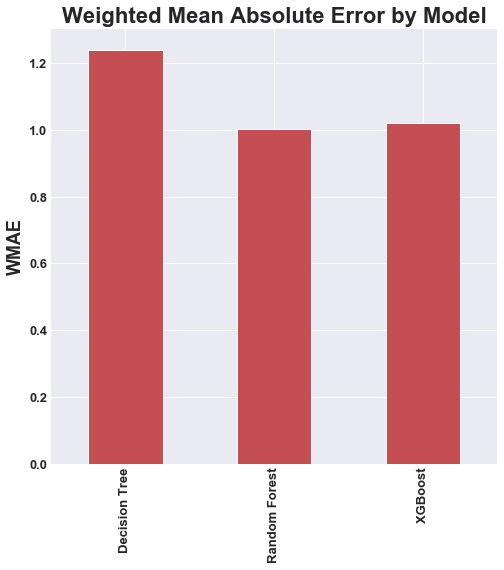 Weighted Mean Absolute Error by Model
WMAE
1.2
1.0
0.8
0.6
0.4
0.2
0.0
Decision Tree
Random Forest
XGBoost